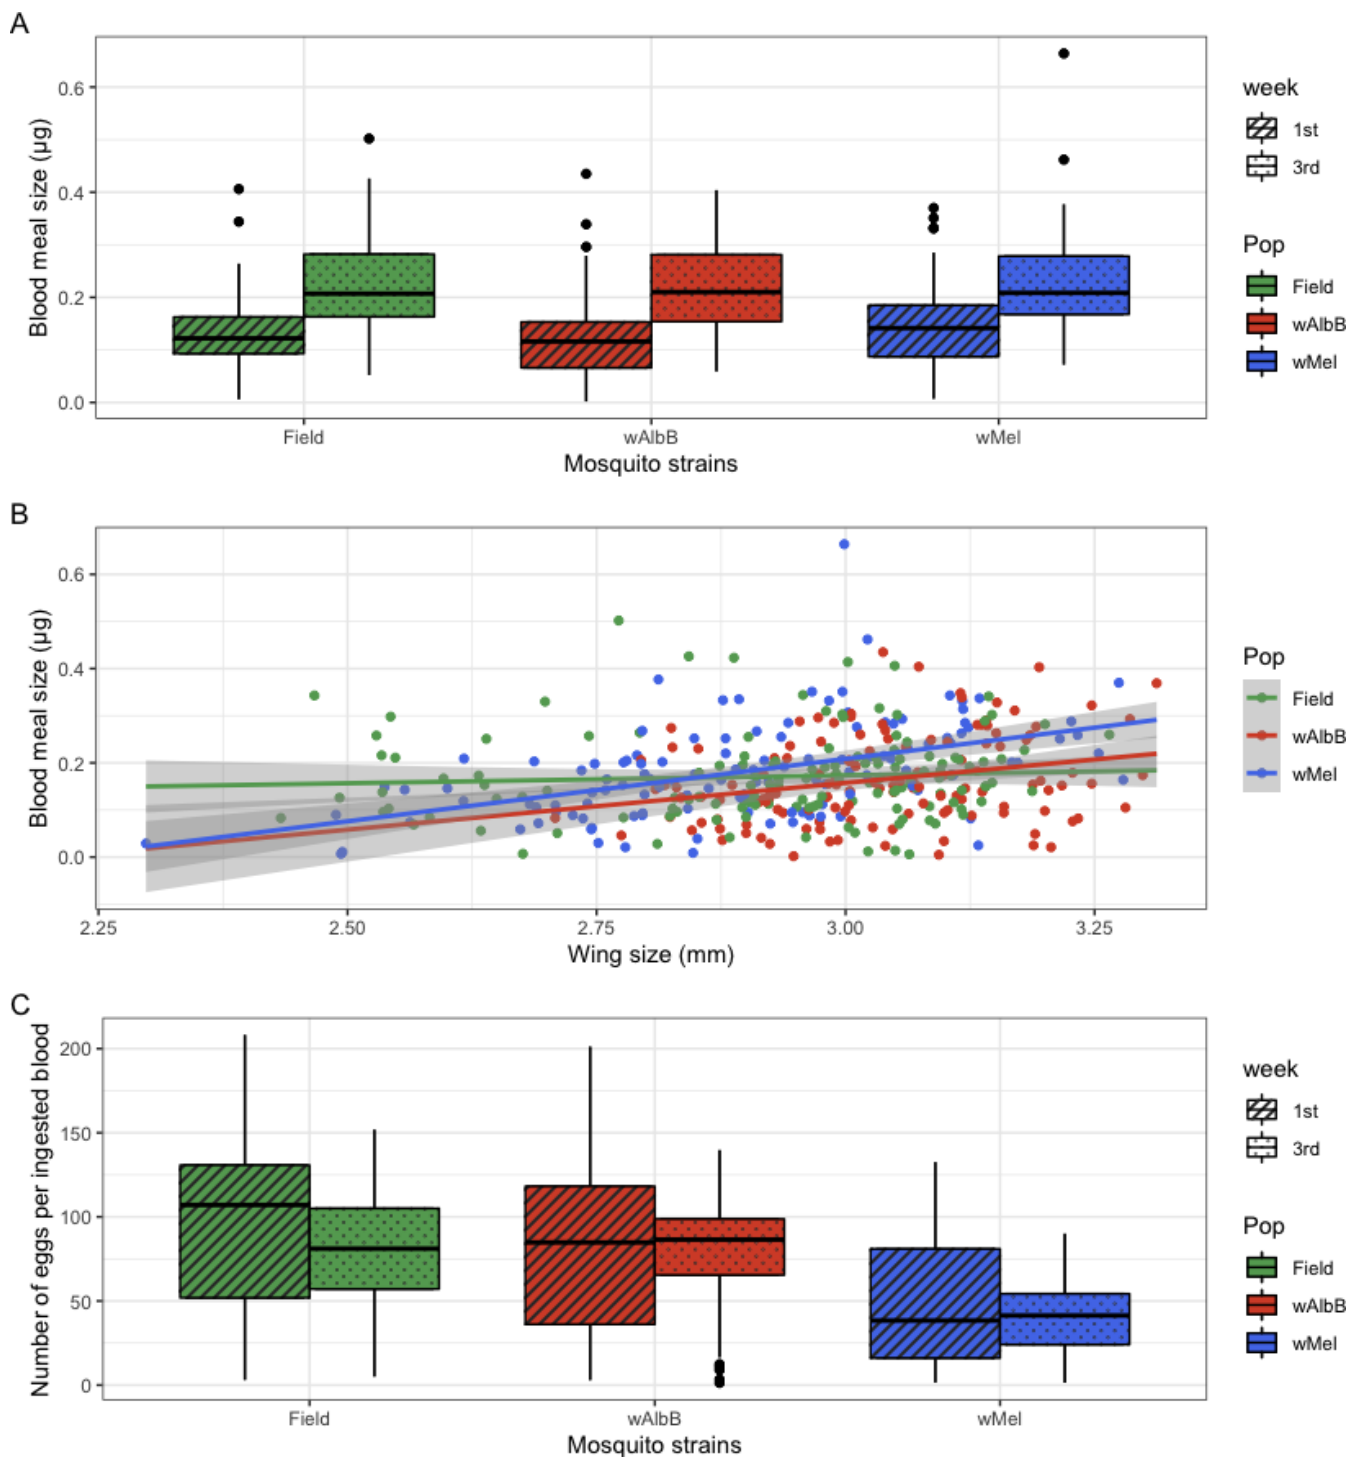 A
Blood meal size (µg)
0.6
0.4
0.2
0.0
Field
wAlbB
wMel
Mosquito strains
week
1st
3rd
Pop
Field
wAlbB
wMel
B
Blood meal size (µg)
0.6
0.4
0.2
0.0
2.25
2.50
2.75
3.00
3.25
Wing size (mm)
Pop
Field
wAlbB
wMel
C
Number of eggs per ingested blood
200
150
100
50
0
Field
wAlbB
wMel
Mosquito strains
week
1st
3rd
Pop
Field
wAlbB
wMel